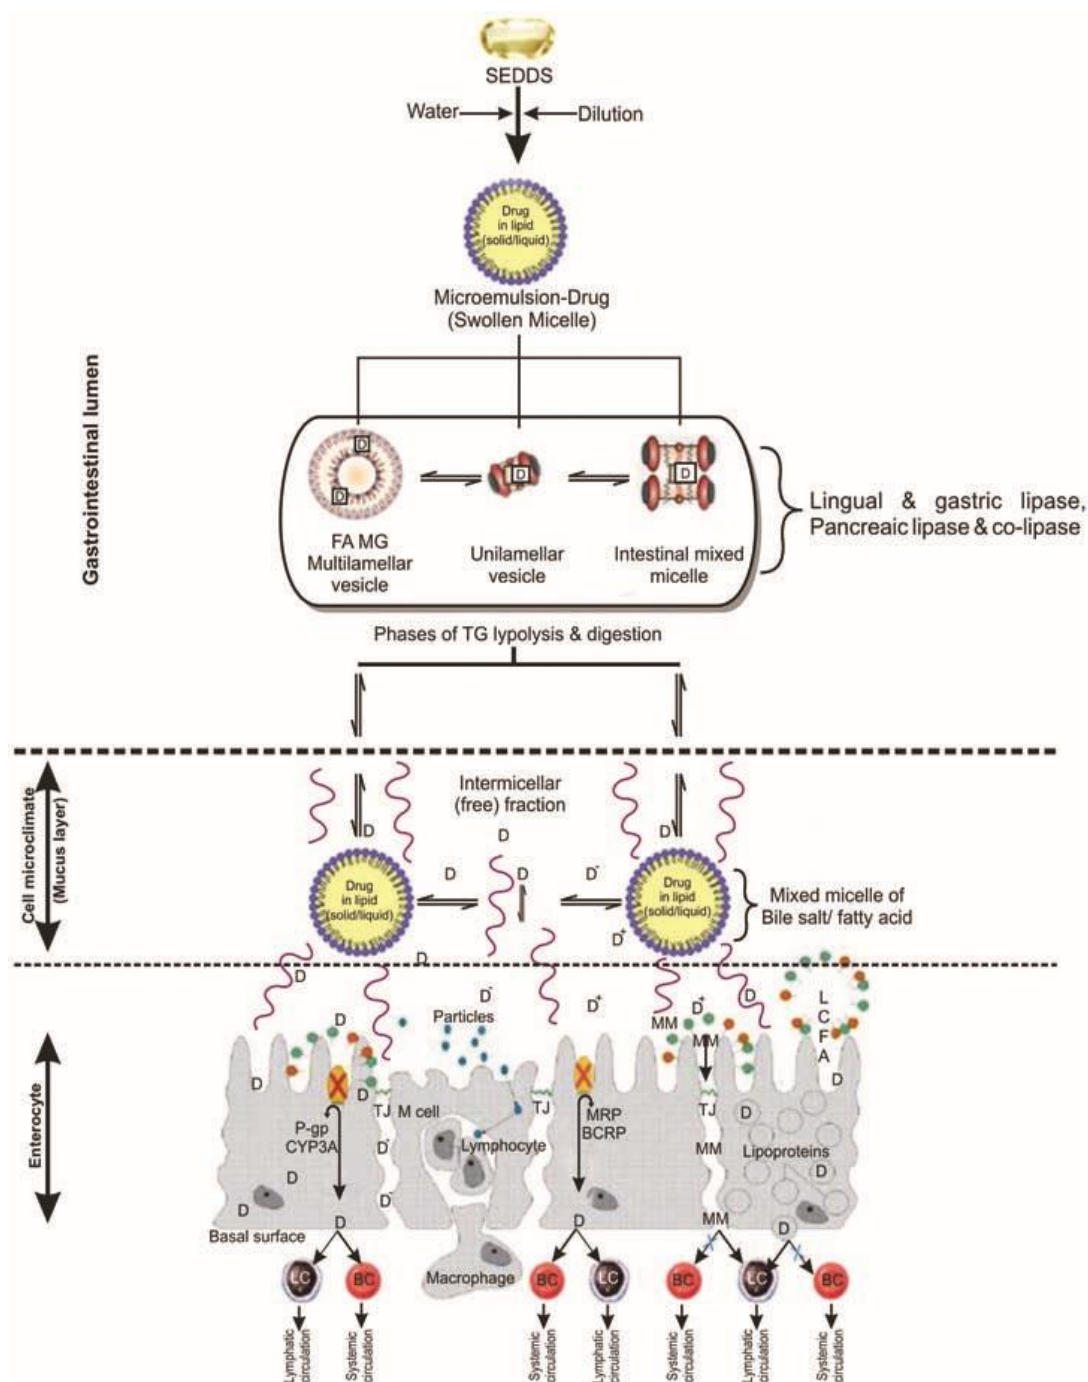 SEDDS
Water
Dilution
Drug
in lipid
(solid/liquid)
Microemulsion-Drug
(Swollen Micelle)
Gastrointestinal lumen
D
D
D
D
FA MG
Multilamellar
vesicle
Unilamellar
vesicle
Intestinal mixed
micelle
Lingual & gastric lipase,
Pancreaic lipase & co-lipase
Phases of TG lypolysis & digestion
Cell microclimate
(Mucus layer)
Intermicellar
(free) fraction
D
D
D
Drug
in lipid
(solid/liquid)
D
D
D-
Drug
in lipid
(solid/liquid)
D+
Mixed micelle of
Bile salt/ fatty acid
D
D
D
D-
D+
D+
D
L
C
F
A
D
Particles
MM
MM
Enterocyte
D
D
D
TJ
M cell
TJ
TJ
D
P-gp
CYP3A
MRP
BCRP
Lymphocyte
D-
MM
Lipoproteins
D
D
D-
D
Basal surface
D
D
MM
D
LC
BC
Macrophage
BC
LC
BC
LC
BC
Lymphatic
circulation
Systemic
circulation
Systemic
circulation
Lymphatic
circulation
Systemic
circulation
Lymphatic
circulation
Systemic
circulation